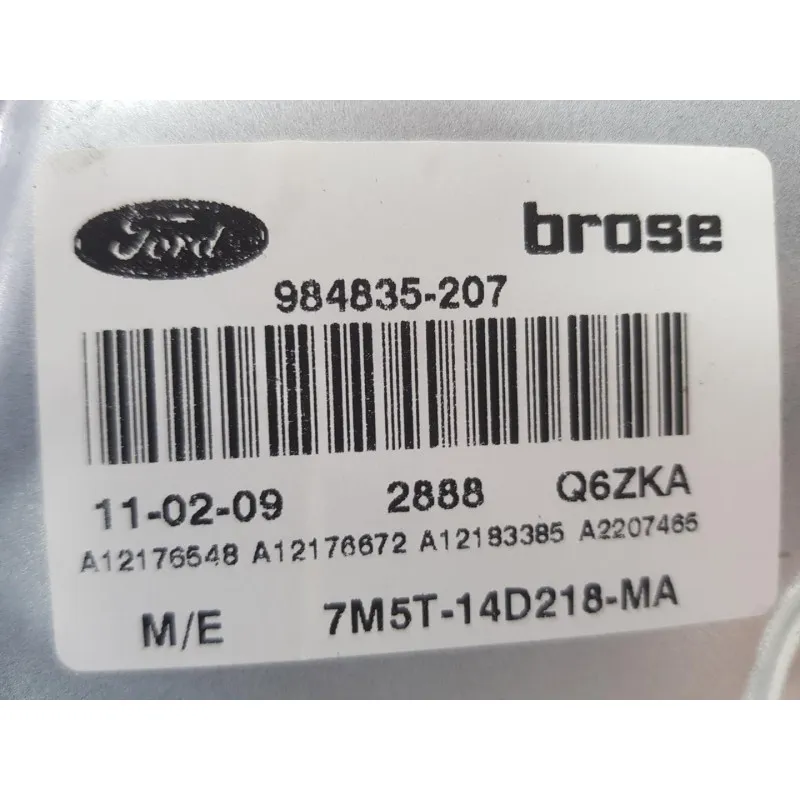 Ford brose
984835-207
11-02-09 2888 Q6ZKA
A12176548 A12176672 A12183385 A2207465
M/E 7M5T-14D218-MA